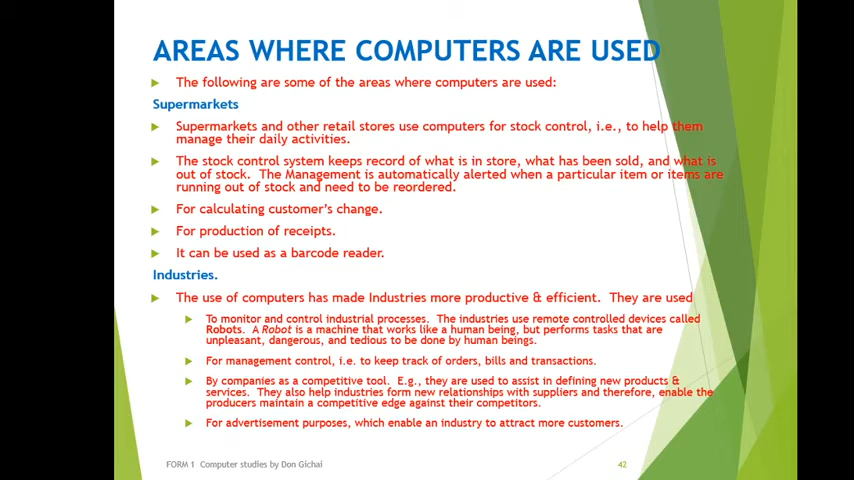 AREAS WHERE COMPUTERS ARE USED
The following are some of the areas where computers are used:
Supermarkets
Supermarkets and other retail stores use computers for stock control, i.e., to help them
manage their daily activities.
The stock control system keeps record of what is in store, what has been sold, and what is
out of stock. The Management is automatically alerted when a particular item or items are
running out of stock and need to be reordered.
For calculating customer's change.
For production of receipts.
It can be used as a barcode reader.
Industries.
The use of computers has made Industries more productive & efficient. They are used
To monitor and control industrial processes. The industries use remote controlled devices called
Robots. A Robot is a machine that works like a human being, but performs tasks that are
unpleasant, dangerous, and tedious to be done by human beings.
For management control, i.e. to keep track of orders, bills and transactions.
By companies as a competitive tool. E.g., they are used to assist in defining new products &
services. They also help industries form new relationships with suppliers and therefore, enable the
producers maintain a competitive edge against their competitors.
For advertisement purposes, which enable an industry to attract more customers.
FORM 1 Computer studies by Don Gichai
42